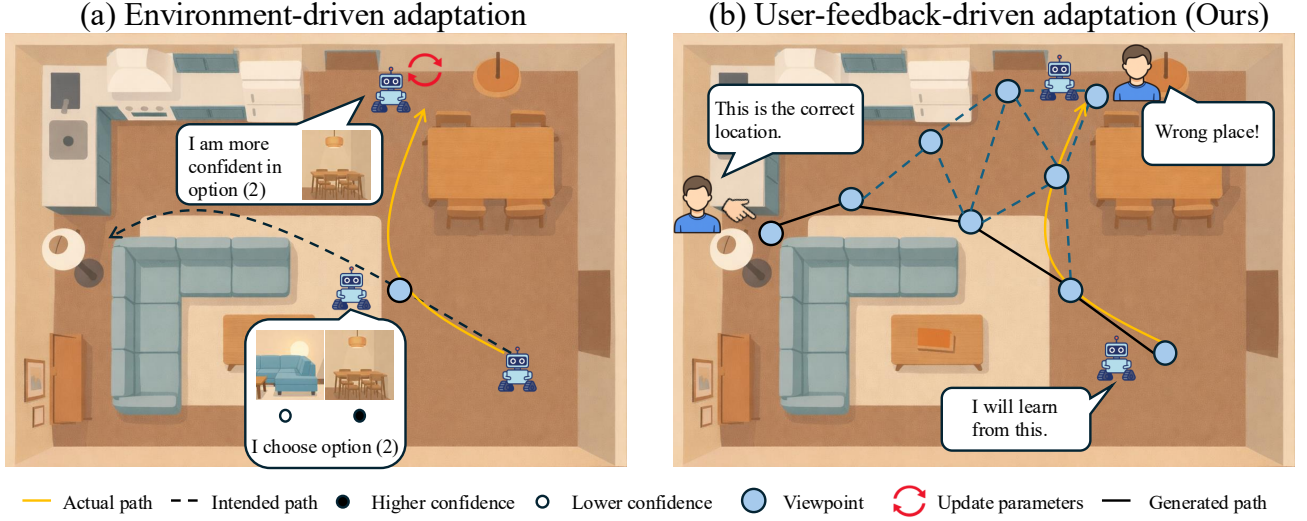 (a) Environment-driven adaptation
(b) User-feedback-driven adaptation (Ours)
I am more
confident in
option (2)
I choose option (2)
This is the correct
location.
Wrong place!
I will learn
from this.
Actual path
Intended path
Higher confidence
Lower confidence
Viewpoint
Update parameters
Generated path